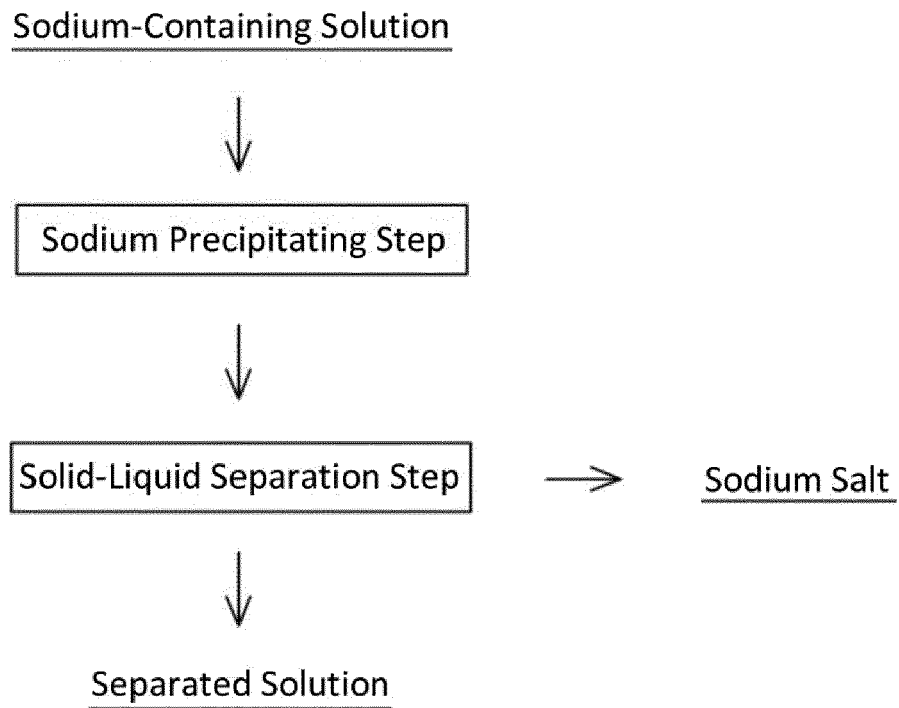 Sodium-Containing Solution
Sodium Precipitating Step
Solid-Liquid Separation Step
Sodium Salt
Separated Solution